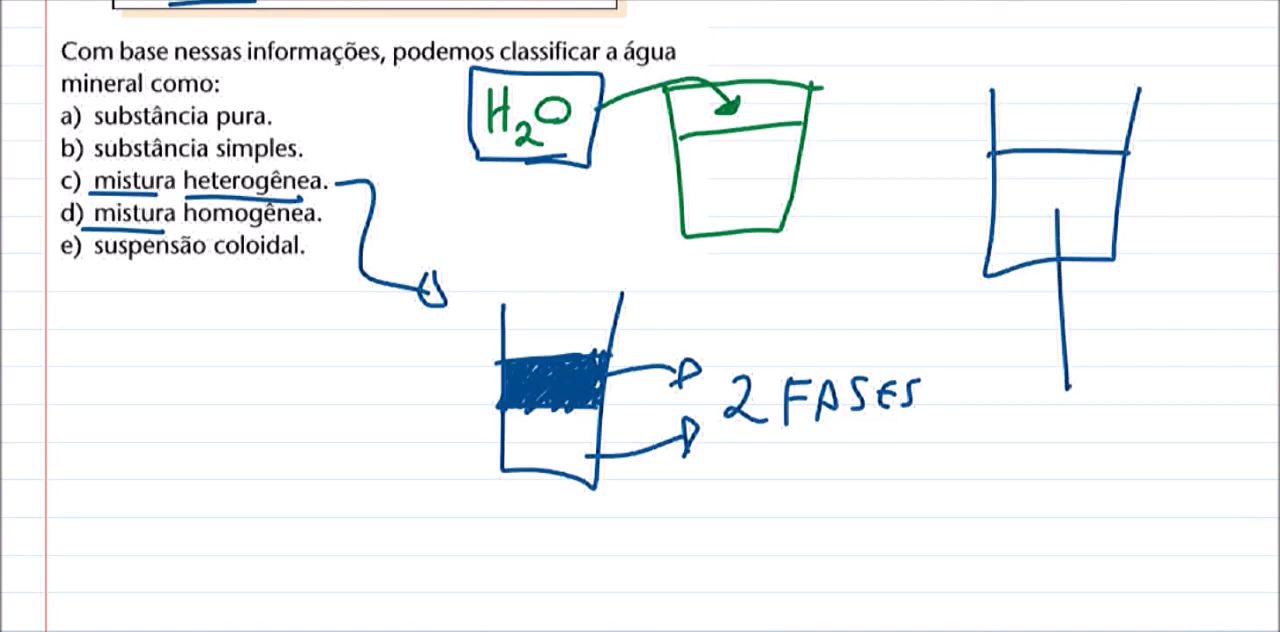 Com base nessas informações, podemos classificar a água
mineral como:
a) substância pura.
b) substância simples.
c) mistura heterogênea.
d) mistura homogênea.
e) suspensão coloidal.
H₂O
2 FASES